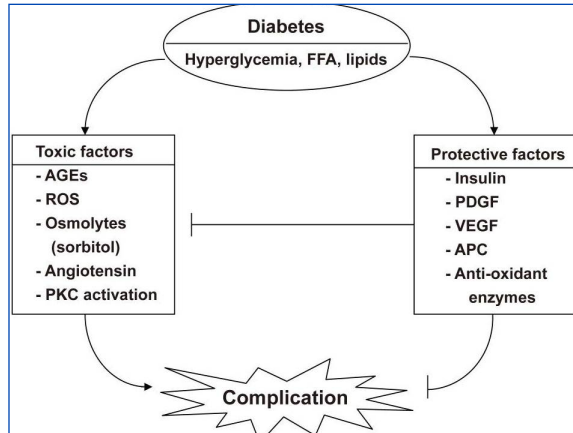 Diabetes
Hyperglycemia, FFA, lipids
Toxic factors
- AGEs
- ROS
- Osmolytes
(sorbitol)
- Angiotensin
- PKC activation
Protective factors
- Insulin
- PDGF
- VEGF
- APC
- Anti-oxidant
enzymes
Complication